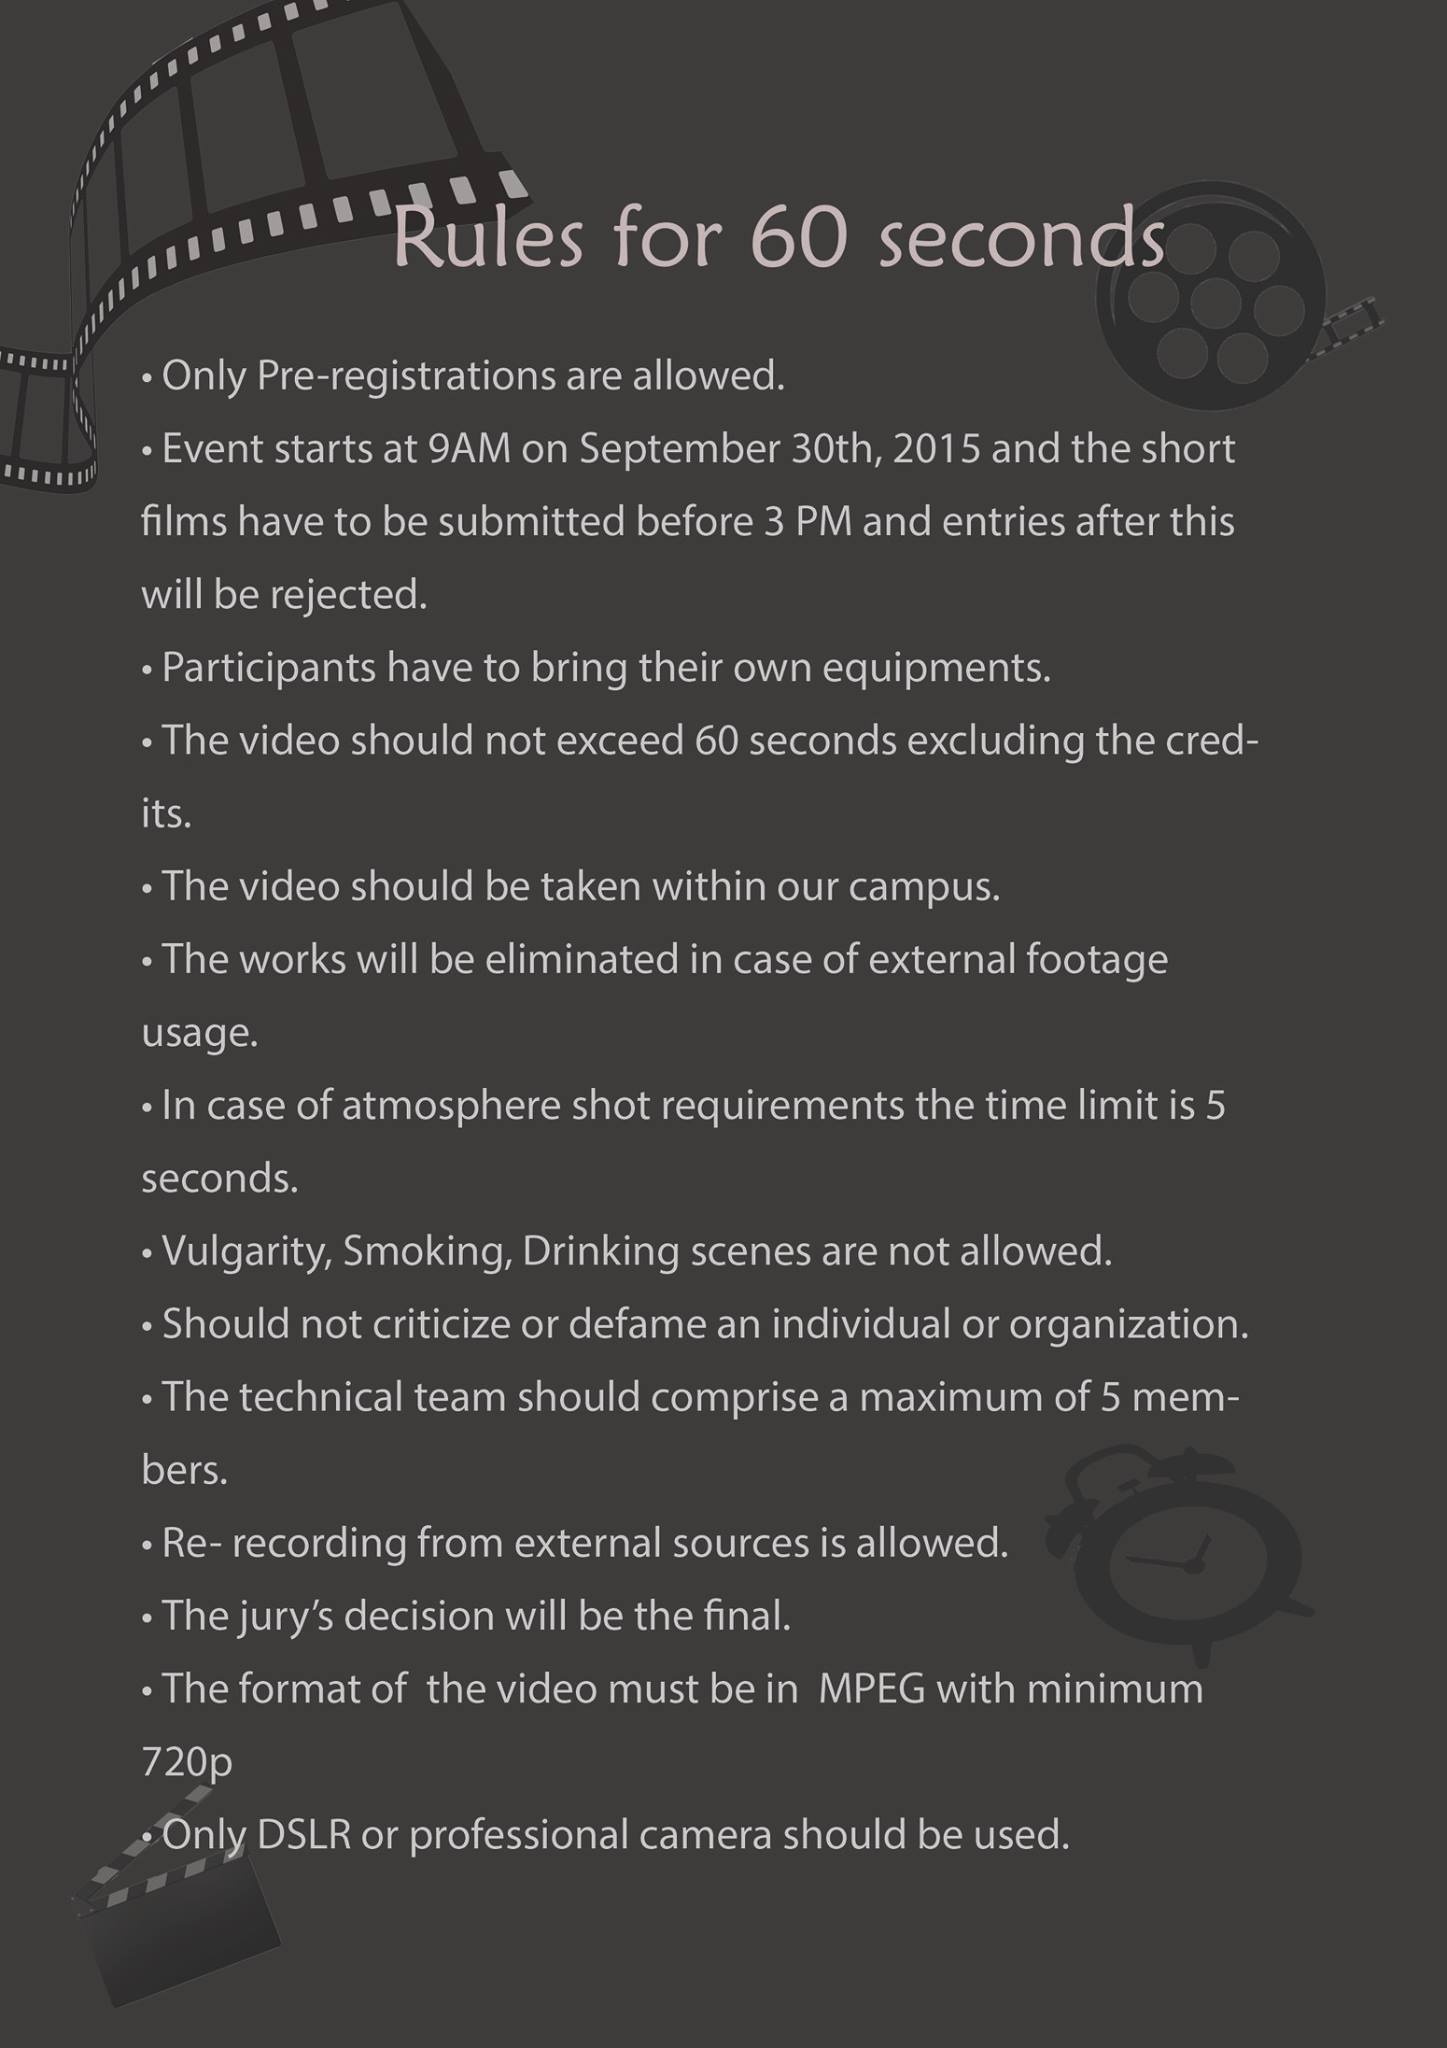 Rules for 60 seconds
• Only Pre-registrations are allowed.
• Event starts at 9AM on September 30th, 2015 and the short
films have to be submitted before 3 PM and entries after this
will be rejected.
• Participants have to bring their own equipments.
• The video should not exceed 60 seconds excluding the cred-
its.
• The video should be taken within our campus.
• The works will be eliminated in case of external footage
usage.
• In case of atmosphere shot requirements the time limit is 5
seconds.
• Vulgarity, Smoking, Drinking scenes are not allowed.
• Should not criticize or defame an individual or organization.
• The technical team should comprise a maximum of 5 mem-
bers.
• Re- recording from external sources is allowed.
• The jury’s decision will be the final.
• The format of  the video must be in  MPEG with minimum
720p
• Only DSLR or professional camera should be used.